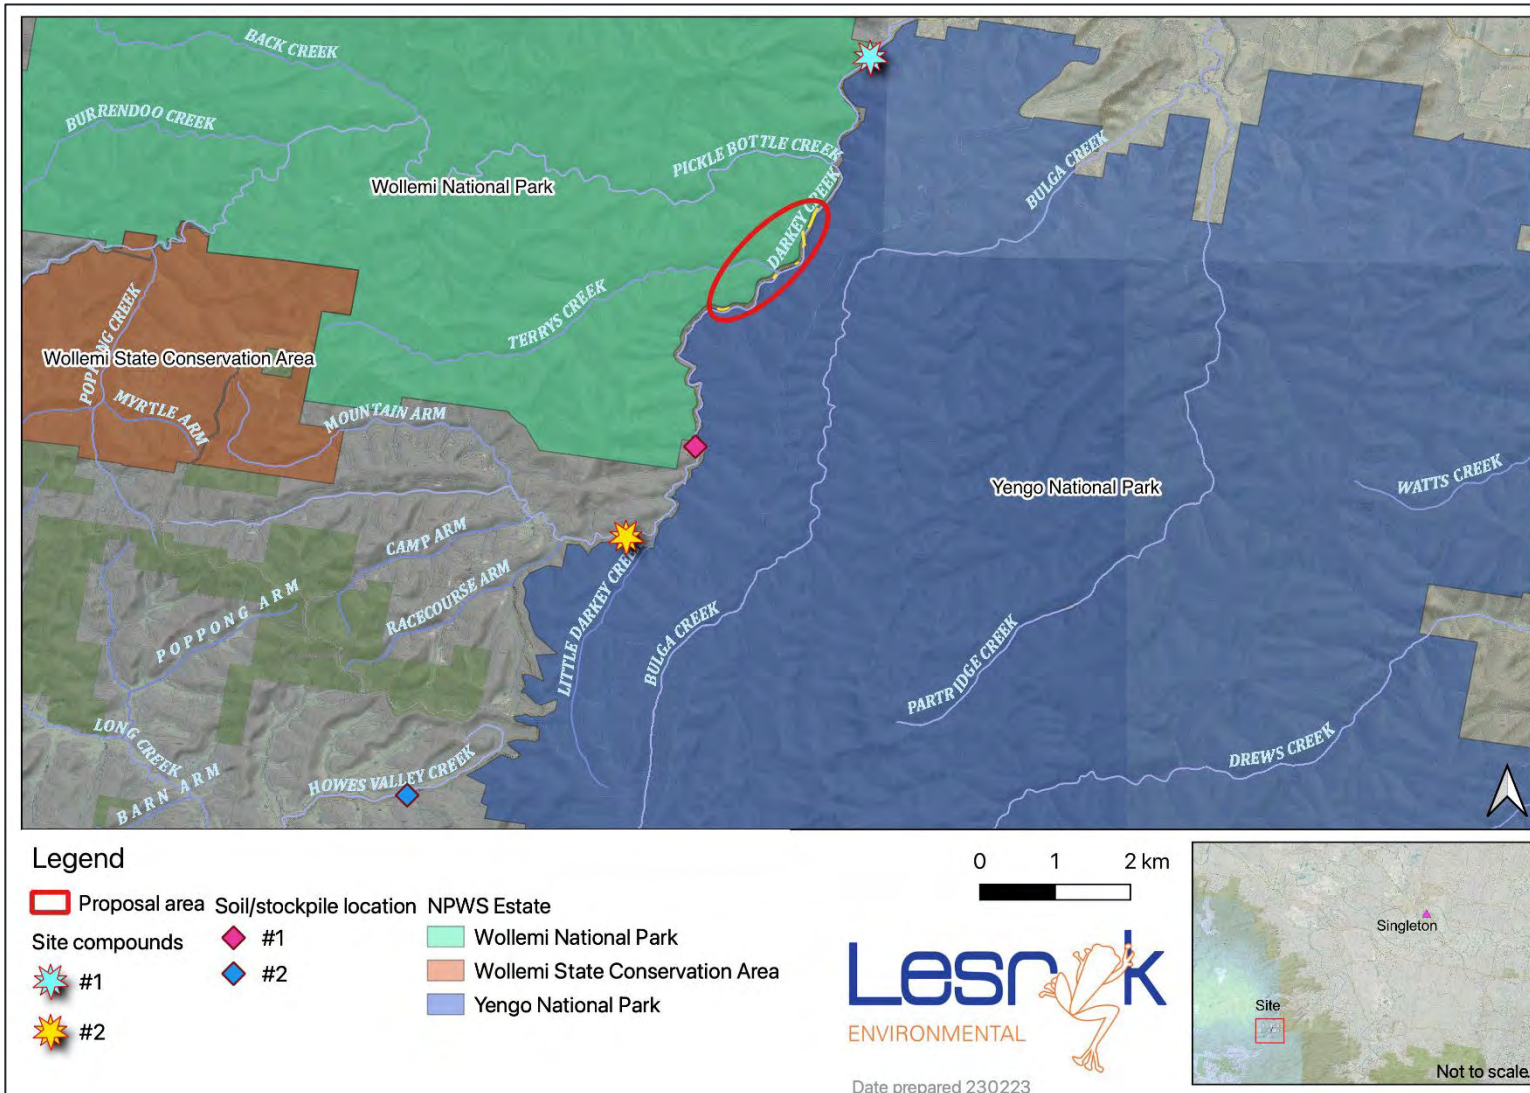 BACK CREEK
BURRENDOO CREEK
PICKLE BOTTLE CREEK
BULGA CREEK
Wollemi National Park
DARKEY CREEK
TERRYS CREEK
POPPONG CREEK
Wollemi State Conservation Area
MYRTLE ARM
MOUNTAIN ARM
WATTS CREEK
Yengo National Park
CAMP ARM
RACECOURSE ARM
LITTLE DARKEY CREEK
POPPONG ARM
BULGA CREEK
PARTRIDGE CREEK
LONG CREEK
HOWES VALLEY CREEK
DREWS CREEK
BARN ARM
Legend
Proposal area
Site compounds
#1
#2
Soil/stockpile location
#1
#2
NPWS Estate
Wollemi National Park
Wollemi State Conservation Area
Yengo National Park
0 1 2 km
Lesryk
ENVIRONMENTAL
Date prepared 230223
Singleton
Site
Not to scale